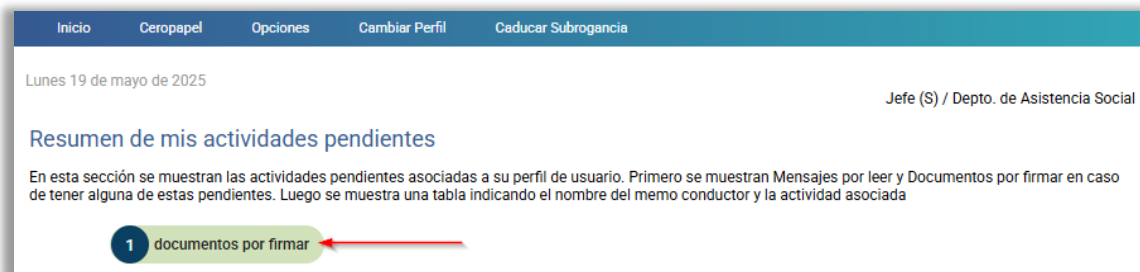 Inicio Ceropapel Opciones Cambiar Perfil Caducar Subrogancia
Lunes 19 de mayo de 2025
Jefe (S) / Depto. de Asistencia Social
Resumen de mis actividades pendientes
En esta sección se muestran las actividades pendientes asociadas a su perfil de usuario. Primero se muestran Mensajes por leer y Documentos por firmar en caso
de tener alguna de estas pendientes. Luego se muestra una tabla indicando el nombre del memo conductor y la actividad asociada
1 documentos por firmar